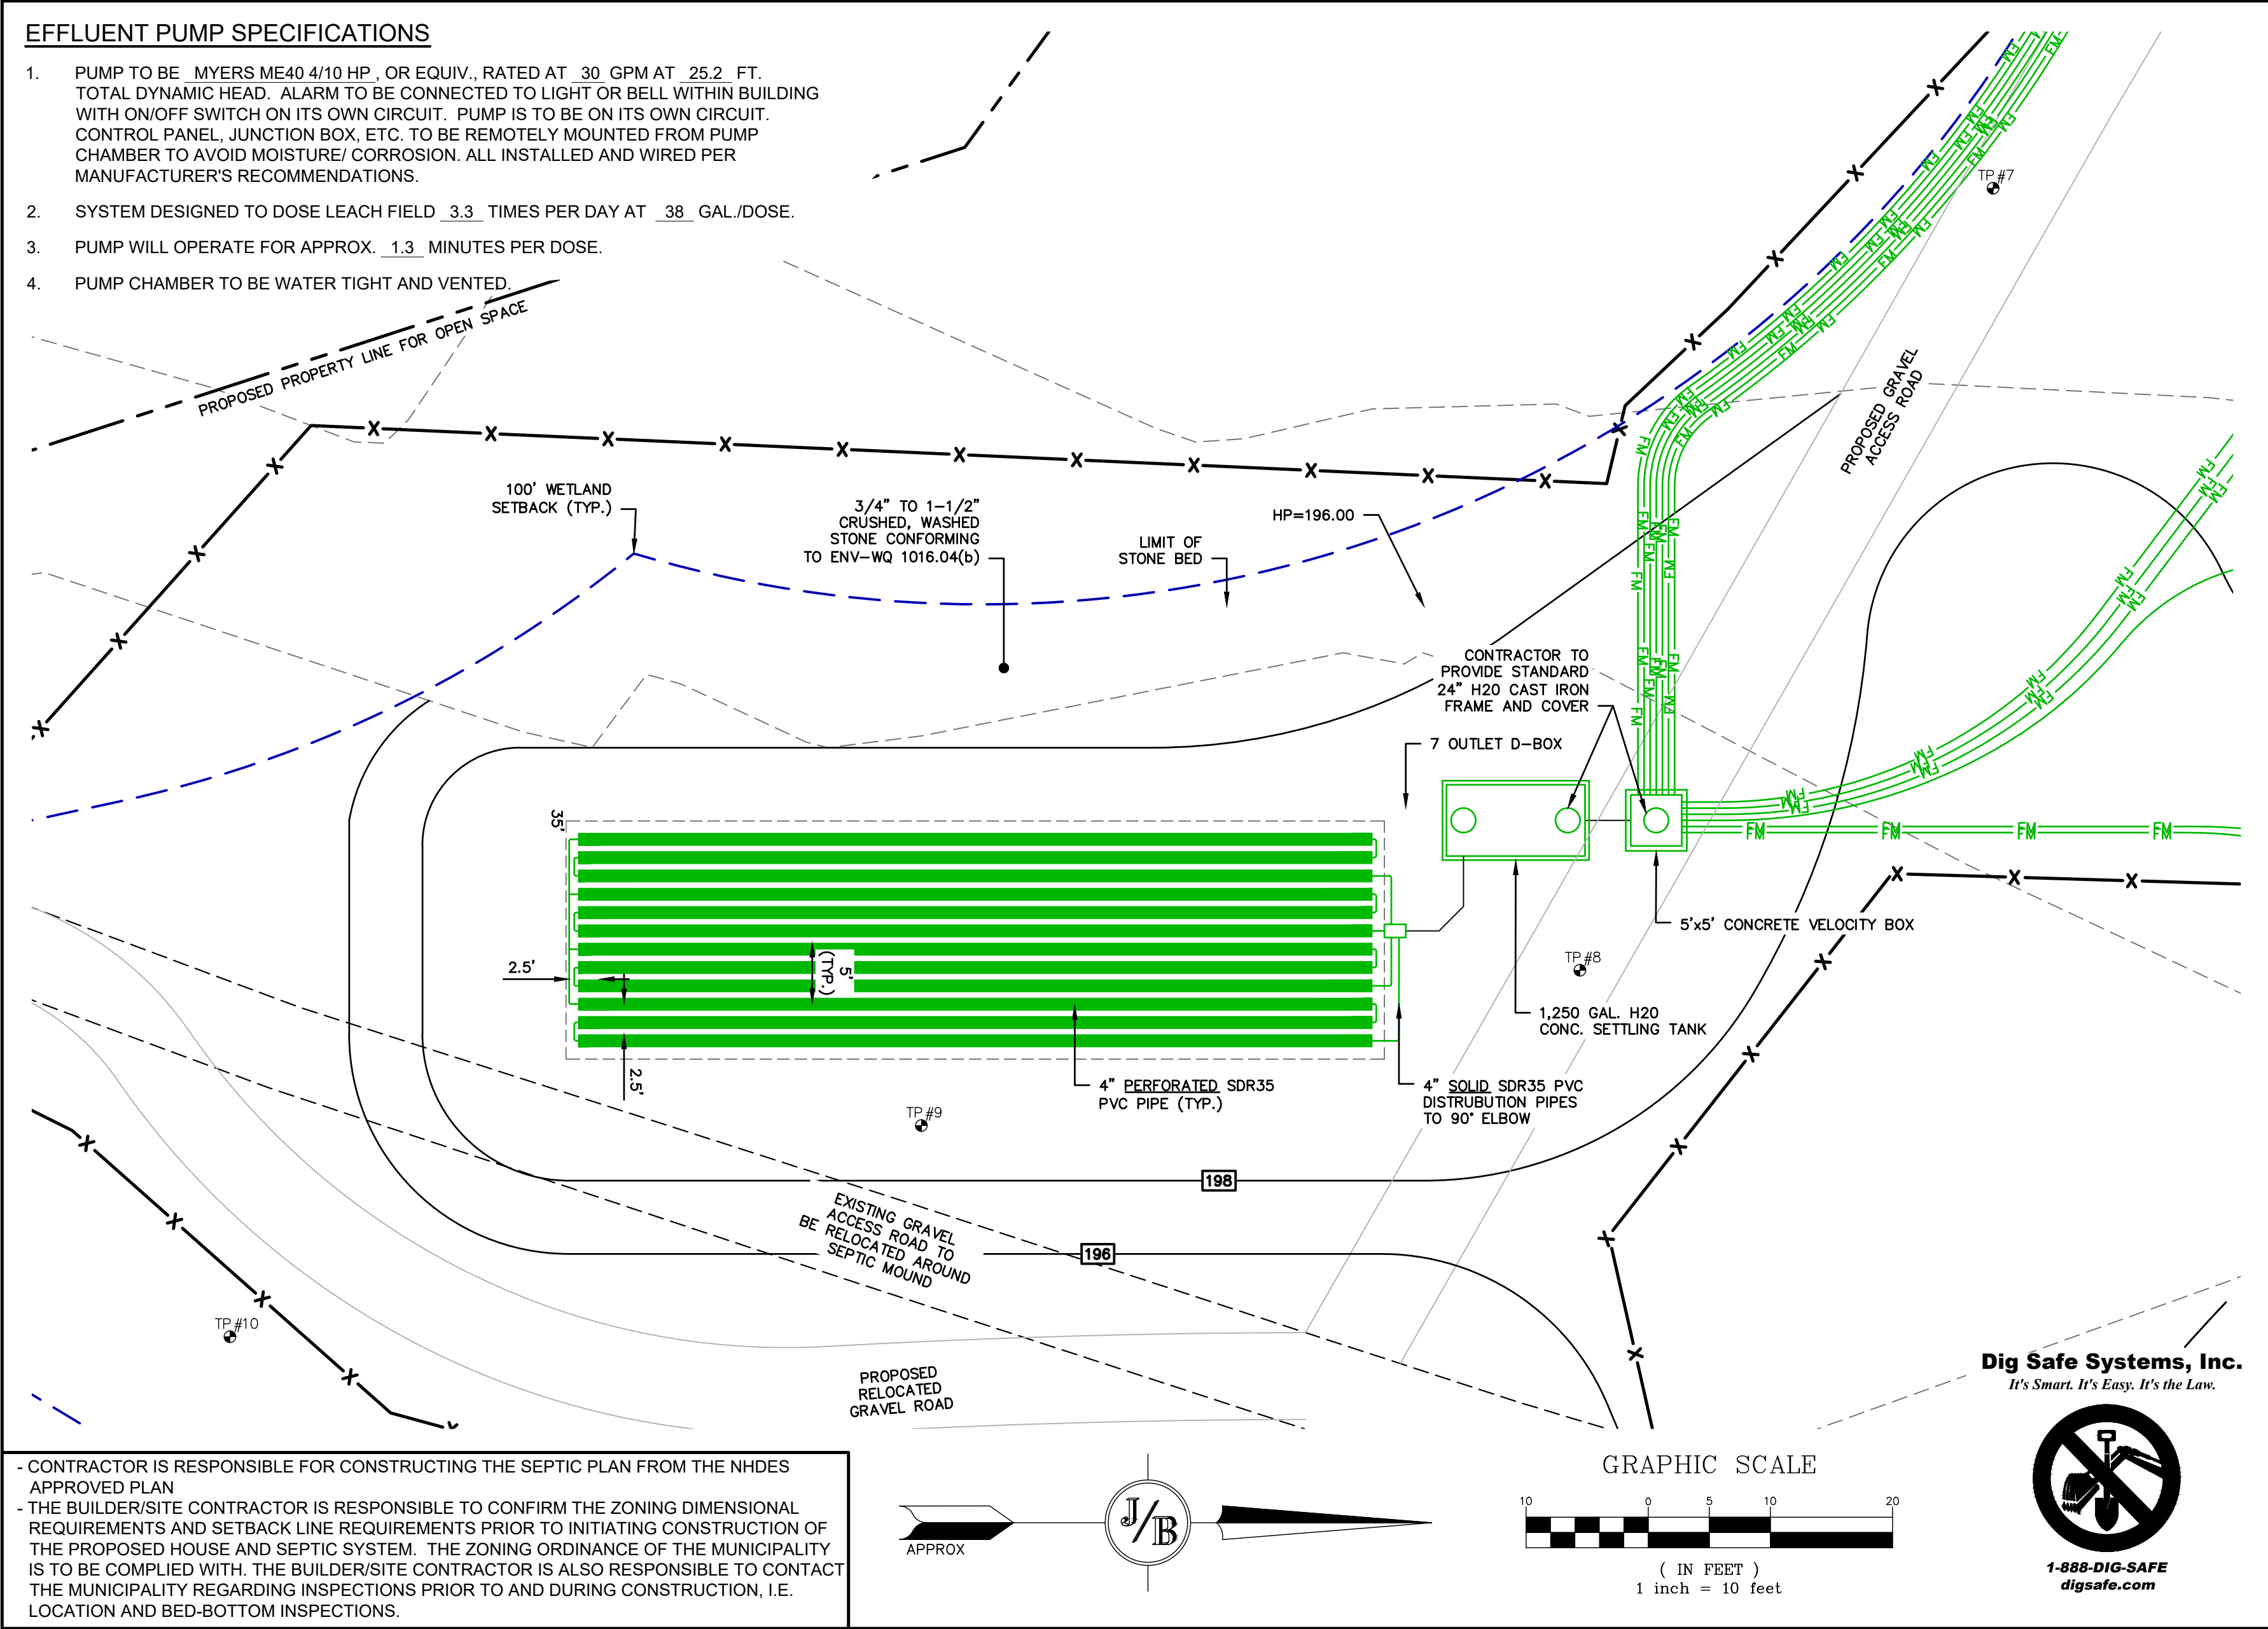 EFFLUENT PUMP SPECIFICATIONS
1. PUMP TO BE MYERS ME40 4/10 HP , OR EQUIV., RATED AT 30 GPM AT 25.2 FT.
TOTAL DYNAMIC HEAD. ALARM TO BE CONNECTED TO LIGHT OR BELL WITHIN BUILDING
WITH ON/OFF SWITCH ON ITS OWN CIRCUIT. PUMP IS TO BE ON ITS OWN CIRCUIT.
CONTROL PANEL, JUNCTION BOX, ETC. TO BE REMOTELY MOUNTED FROM PUMP
CHAMBER TO AVOID MOISTURE/ CORROSION. ALL INSTALLED AND WIRED PER
MANUFACTURER'S RECOMMENDATIONS.
2. SYSTEM DESIGNED TO DOSE LEACH FIELD 3.3 TIMES PER DAY AT 38 GAL./DOSE.
3. PUMP WILL OPERATE FOR APPROX. 1.3 MINUTES PER DOSE.
4. PUMP CHAMBER TO BE WATER TIGHT AND VENTED.
PROPOSED PROPERTY LINE FOR OPEN SPACE
TP #7
PROPOSED GRAVEL
ACCESS ROAD
100' WETLAND
SETBACK (TYP.)
3/4" TO 1-1/2"
CRUSHED, WASHED
STONE CONFORMING
TO ENV-WQ 1016.04(b)
LIMIT OF
STONE BED
HP=196.00
CONTRACTOR TO
PROVIDE STANDARD
24" H20 CAST IRON
FRAME AND COVER
7 OUTLET D-BOX
35'
FM FM FM FM
5'x5' CONCRETE VELOCITY BOX
2.5'
5'
(TYP.)
TP #8
1,250 GAL. H20
CONC. SETTLING TANK
2.5'
4" PERFORATED SDR35
PVC PIPE (TYP.)
4" SOLID SDR35 PVC
DISTRUBUTION PIPES
TO 90° ELBOW
TP #9
198
196
EXISTING GRAVEL
ACCESS ROAD TO
BE RELOCATED AROUND
SEPTIC MOUND
TP #10
PROPOSED
RELOCATED
GRAVEL ROAD
Dig Safe Systems, Inc.
It's Smart. It's Easy. It's the Law.
1-888-DIG-SAFE
digsafe.com
- CONTRACTOR IS RESPONSIBLE FOR CONSTRUCTING THE SEPTIC PLAN FROM THE NHDES
APPROVED PLAN
- THE BUILDER/SITE CONTRACTOR IS RESPONSIBLE TO CONFIRM THE ZONING DIMENSIONAL
REQUIREMENTS AND SETBACK LINE REQUIREMENTS PRIOR TO INITIATING CONSTRUCTION OF
THE PROPOSED HOUSE AND SEPTIC SYSTEM. THE ZONING ORDINANCE OF THE MUNICIPALITY
IS TO BE COMPLIED WITH. THE BUILDER/SITE CONTRACTOR IS ALSO RESPONSIBLE TO CONTACT
THE MUNICIPALITY REGARDING INSPECTIONS PRIOR TO AND DURING CONSTRUCTION, I.E.
LOCATION AND BED-BOTTOM INSPECTIONS.
APPROX
J/B
GRAPHIC SCALE
10 0 5 10 20
( IN FEET )
1 inch = 10 feet